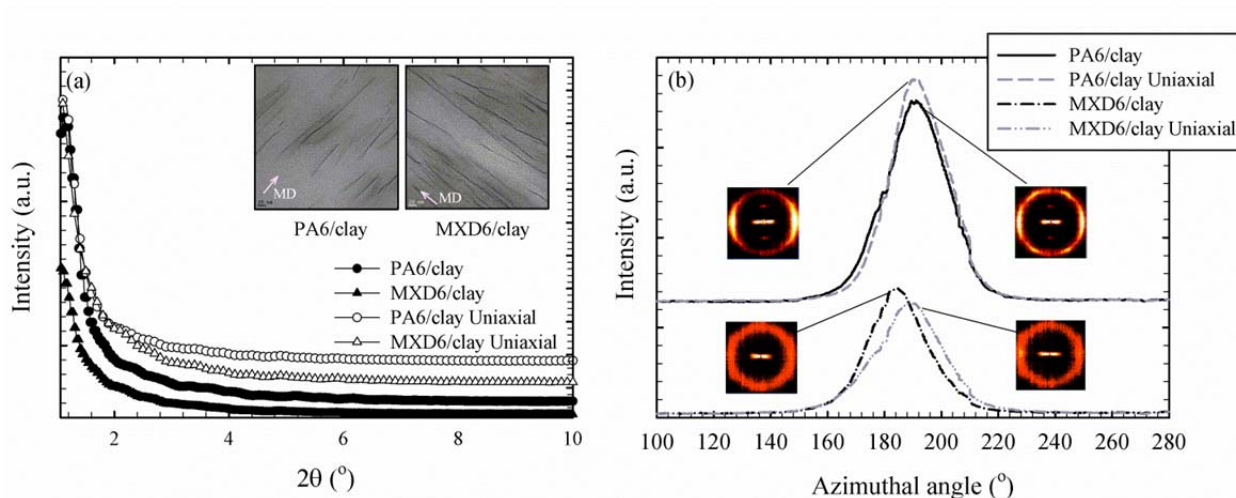 (a)
MD
MD
PA6/clay MXD6/clay
PA6/clay
MXD6/clay
PA6/clay Uniaxial
MXD6/clay Uniaxial
Intensity (a.u.)
2 4 6 8 10
2θ (°)
(b)
PA6/clay
PA6/clay Uniaxial
MXD6/clay
MXD6/clay Uniaxial
Intensity (a.u.)
100 120 140 160 180 200 220 240 260 280
Azimuthal angle (°)